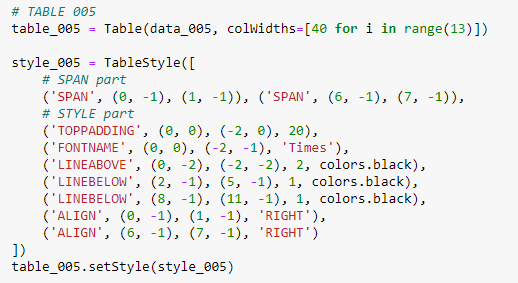 # TABLE 005
table_005 = Table(data_005, colWidths=[40 for i in range(13)])
style_005 = TableStyle([
    # SPAN part
    ('SPAN', (0, -1), (1, -1)), ('SPAN', (6, -1), (7, -1)),
    # STYLE part
    ('TOPPADDING', (0, 0), (-2, 0), 20),
    ('FONTNAME', (0, 0), (-2, -1), 'Times'),
    ('LINEABOVE', (0, -2), (-2, -2), 2, colors.black),
    ('LINEBELOW', (2, -1), (5, -1), 1, colors.black),
    ('LINEBELOW', (8, -1), (11, -1), 1, colors.black),
    ('ALIGN', (0, -1), (1, -1), 'RIGHT'),
    ('ALIGN', (6, -1), (7, -1), 'RIGHT')
])
table_005.setStyle(style_005)